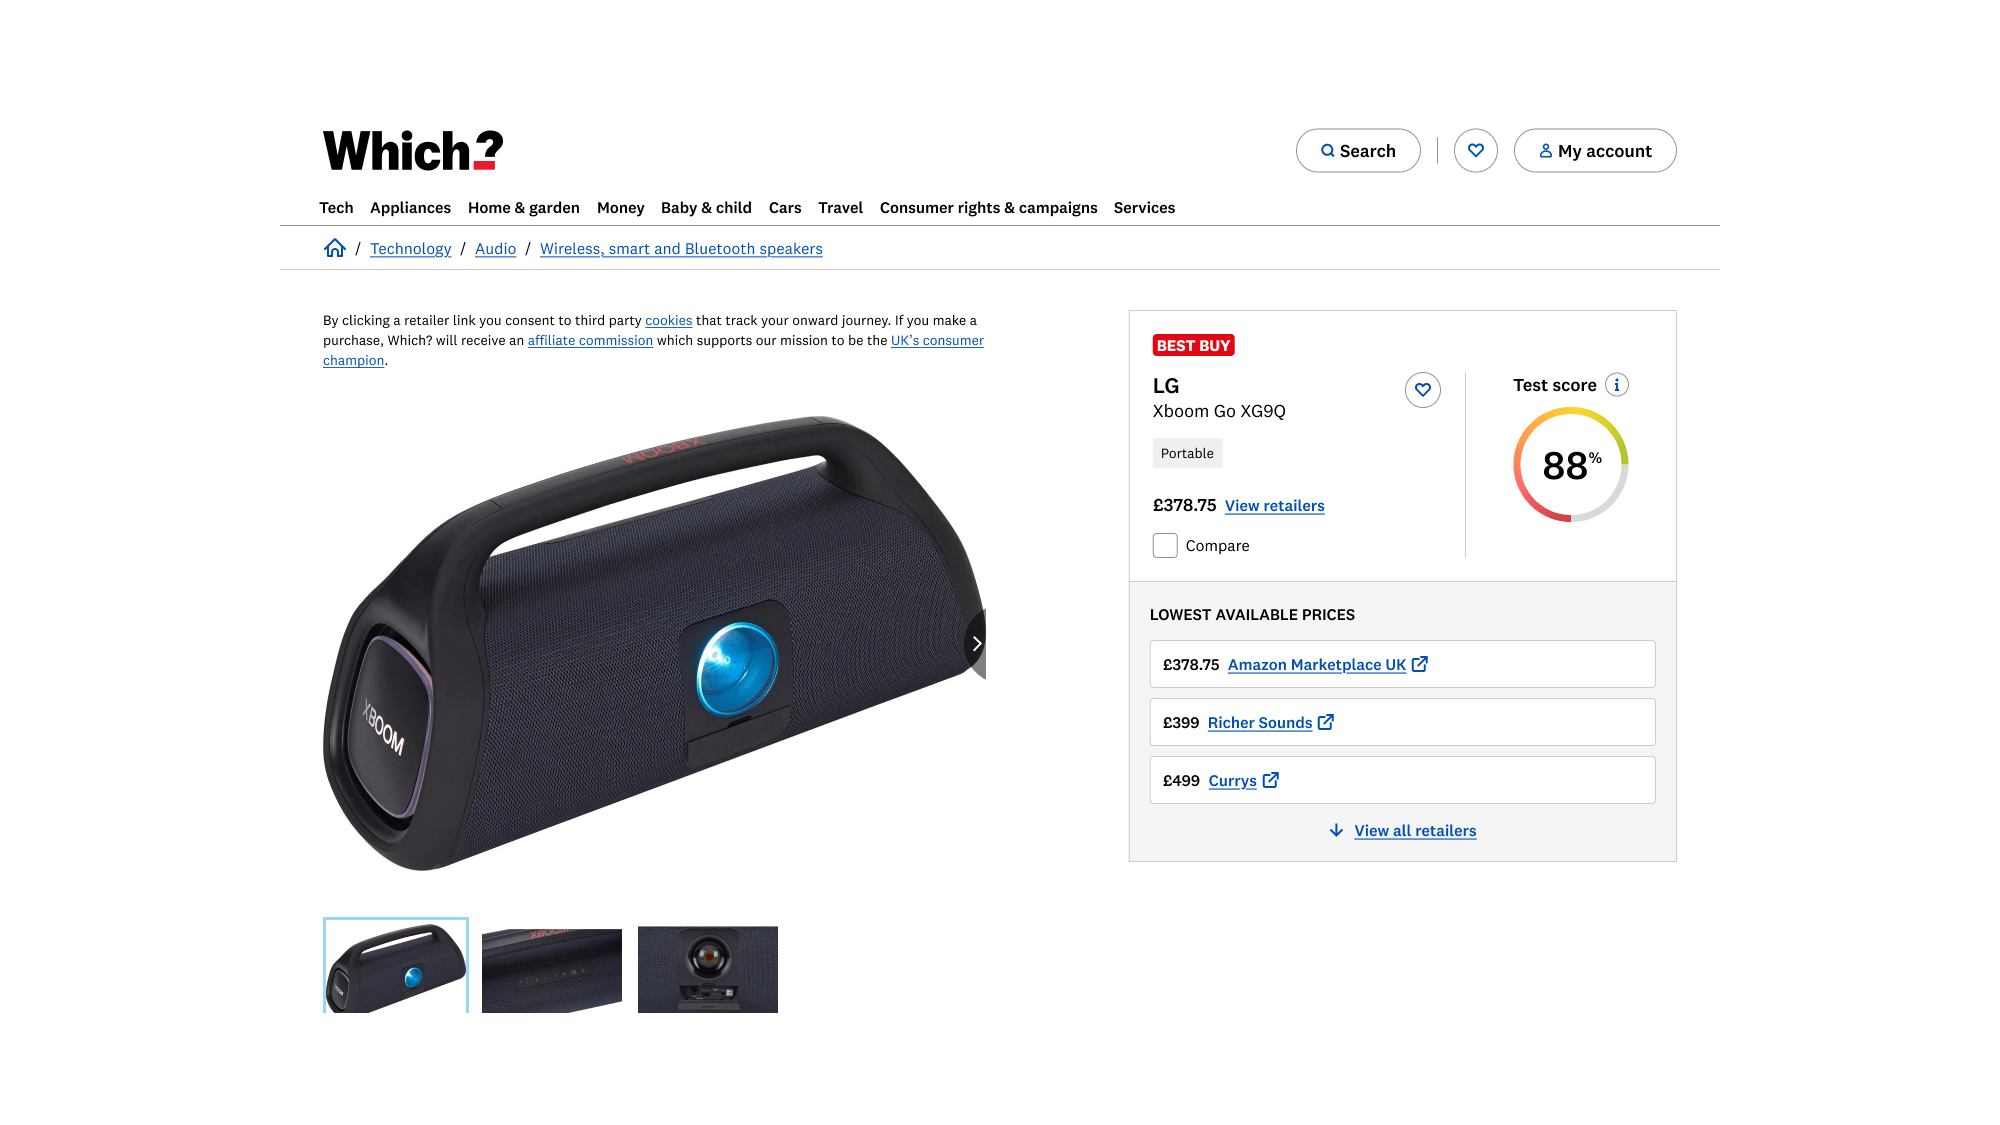 Which?
Search
My account
Tech Appliances Home & garden Money Baby & child Cars Travel Consumer rights & campaigns Services
/ Technology / Audio / Wireless, smart and Bluetooth speakers
By clicking a retailer link you consent to third party cookies that track your onward journey. If you make a
purchase, Which? will receive an affiliate commission which supports our mission to be the UK's consumer
champion.
XBOOM
XBOOM
BEST BUY
LG
Xboom Go XG9Q
Portable
£378.75 View retailers
Compare
Test score i
88%
LOWEST AVAILABLE PRICES
£378.75 Amazon Marketplace UK
£399 Richer Sounds
£499 Currys
View all retailers
XBOOM